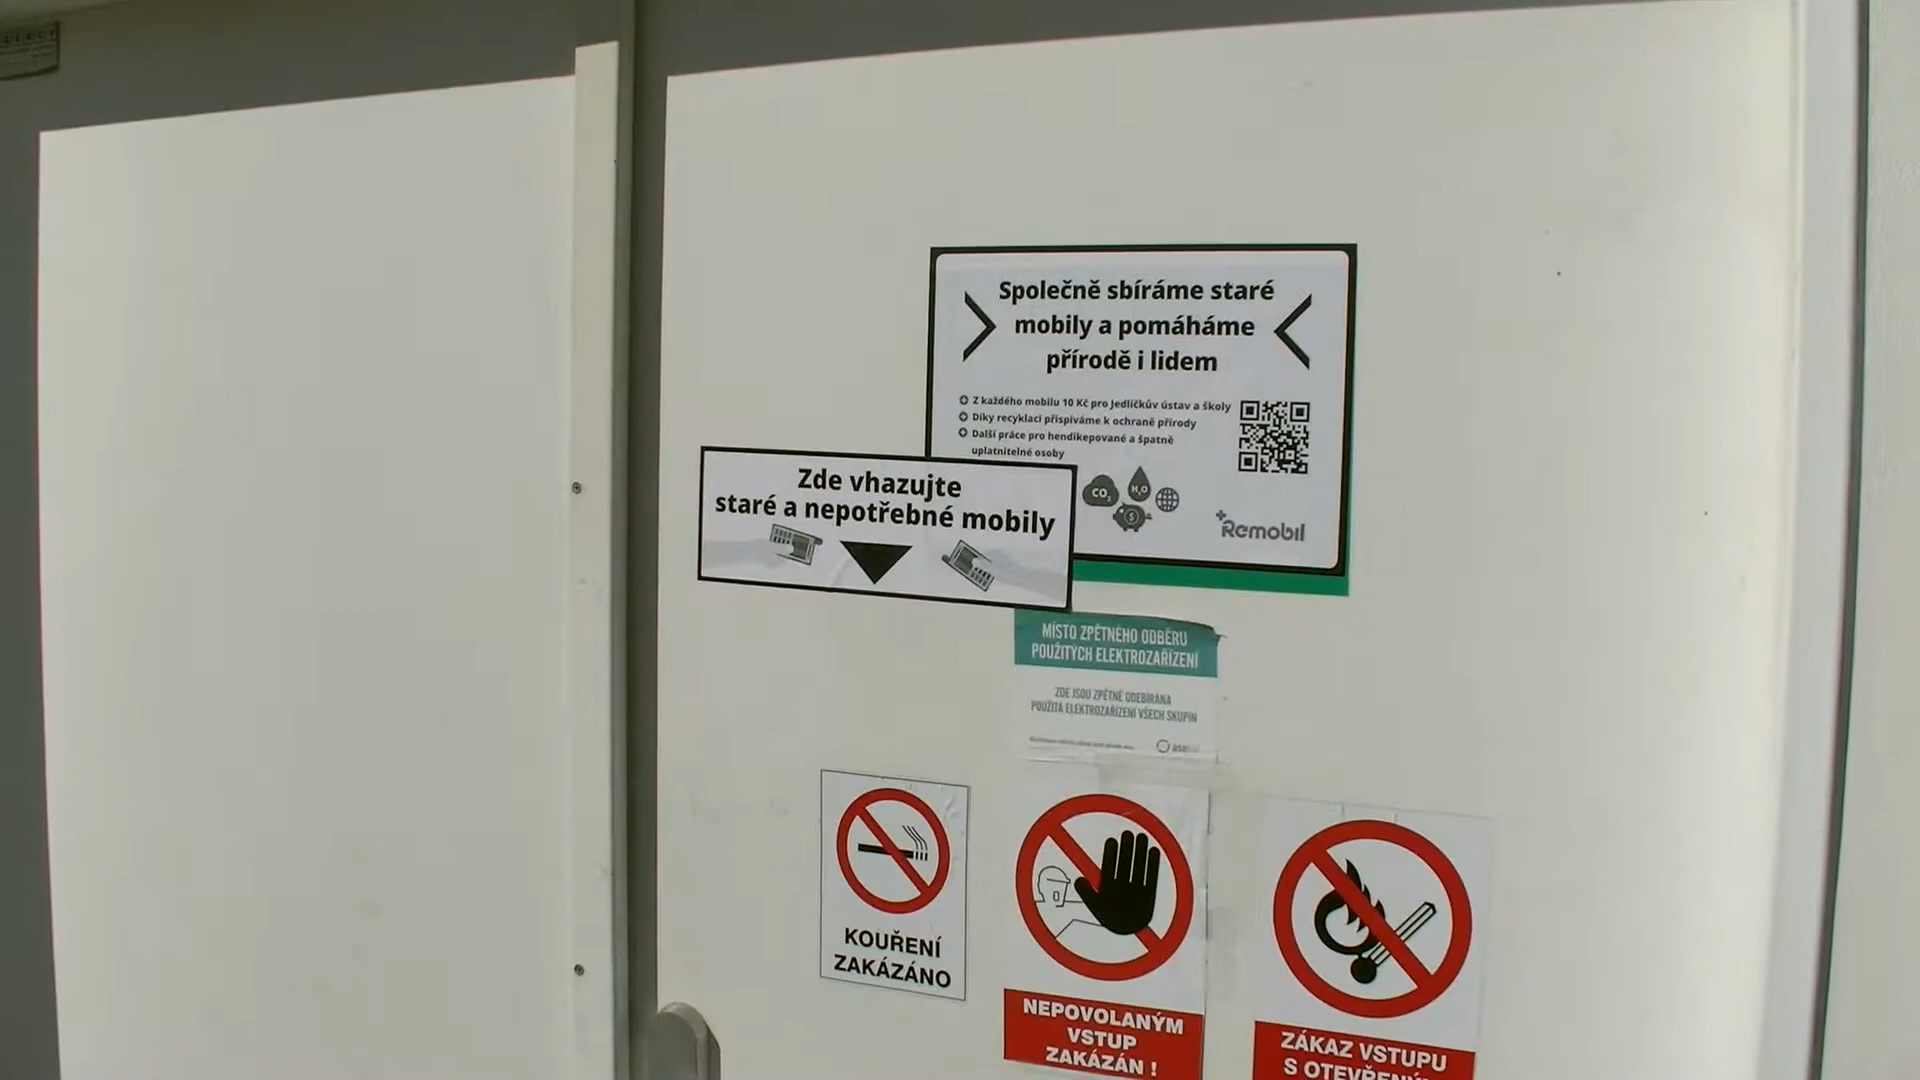 Společně sbíráme staré
mobily a pomáháme
přírodě i lidem
Z každého mobilu 10 Kč pro Jedličkův ústav a školy
Díky recyklaci přispíváme k ochraně přírody
Další práce pro hendikepované a špatně
uplatnitelné osoby
CO₂
H₂O
$
Remobil
Zde vhazujte
staré a nepotřebné mobily
MÍSTO ZPĚTNÉHO ODBĚRU
POUŽITÝCH ELEKTROZAŘÍZENÍ
ZDE JSOU ZPĚTNĚ ODEBÍRÁNA
POUŽITÁ ELEKTROZAŘÍZENÍ VŠECH SKUPIN
KOUŘENÍ
ZAKÁZÁNO
NEPOVOLANÝM
VSTUP
ZAKÁZÁN !
ZÁKAZ VSTUPU
S